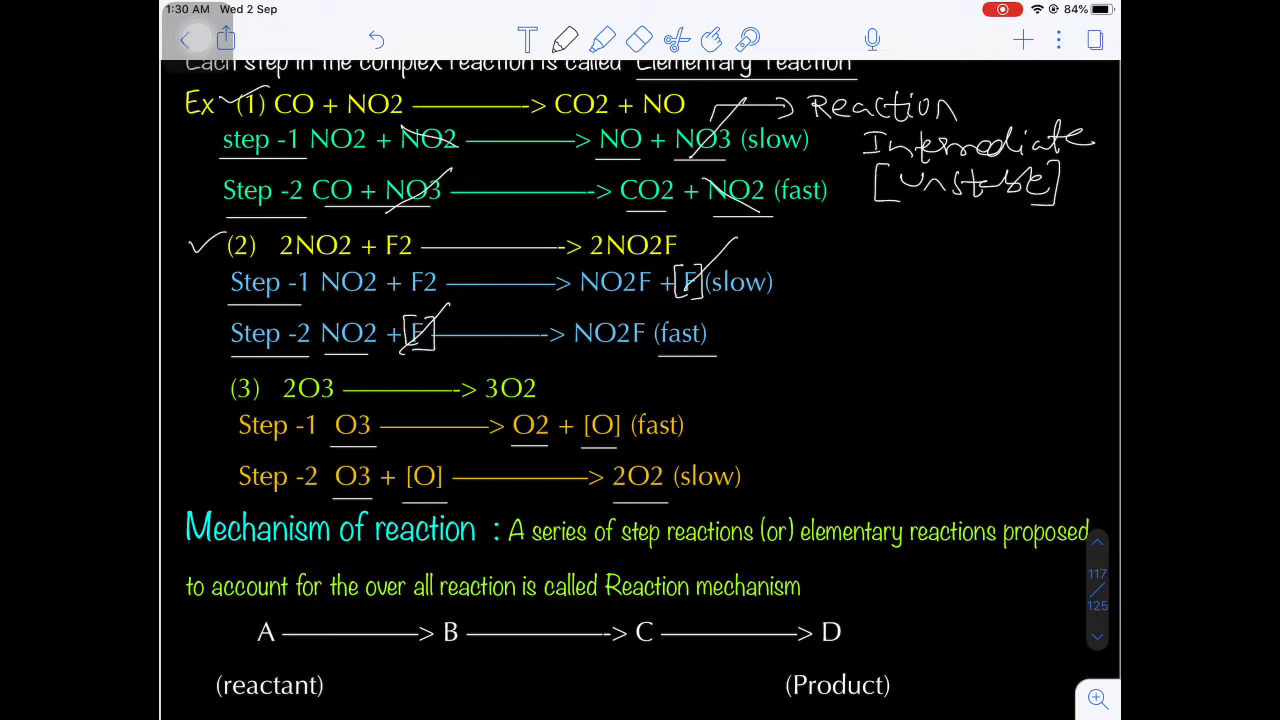 1:30 AM Wed 2 Sep 84%
T
Each step in the complex reaction is called Elementary reaction
Ex (1) CO + NO2 ————> CO2 + NO
Reaction
step -1 NO2 + NO2 ————> NO + NO3 (slow)
Intermediate
Step -2 CO + NO3 ————> CO2 + NO2 (fast)
[unstable]
(2) 2NO2 + F2 ————-> 2NO2F
Step -1 NO2 + F2 ————-> NO2F + [F] (slow)
Step -2 NO2 + [F] ————-> NO2F (fast)
(3) 2O3 ————-> 3O2
Step -1 O3 ————> O2 + [O] (fast)
Step -2 O3 + [O] ————-> 2O2 (slow)
Mechanism of reaction : A series of step reactions (or) elementary reactions proposed
to account for the over all reaction is called Reaction mechanism
117
/
125
A ————> B ————-> C ————> D
(reactant) (Product)